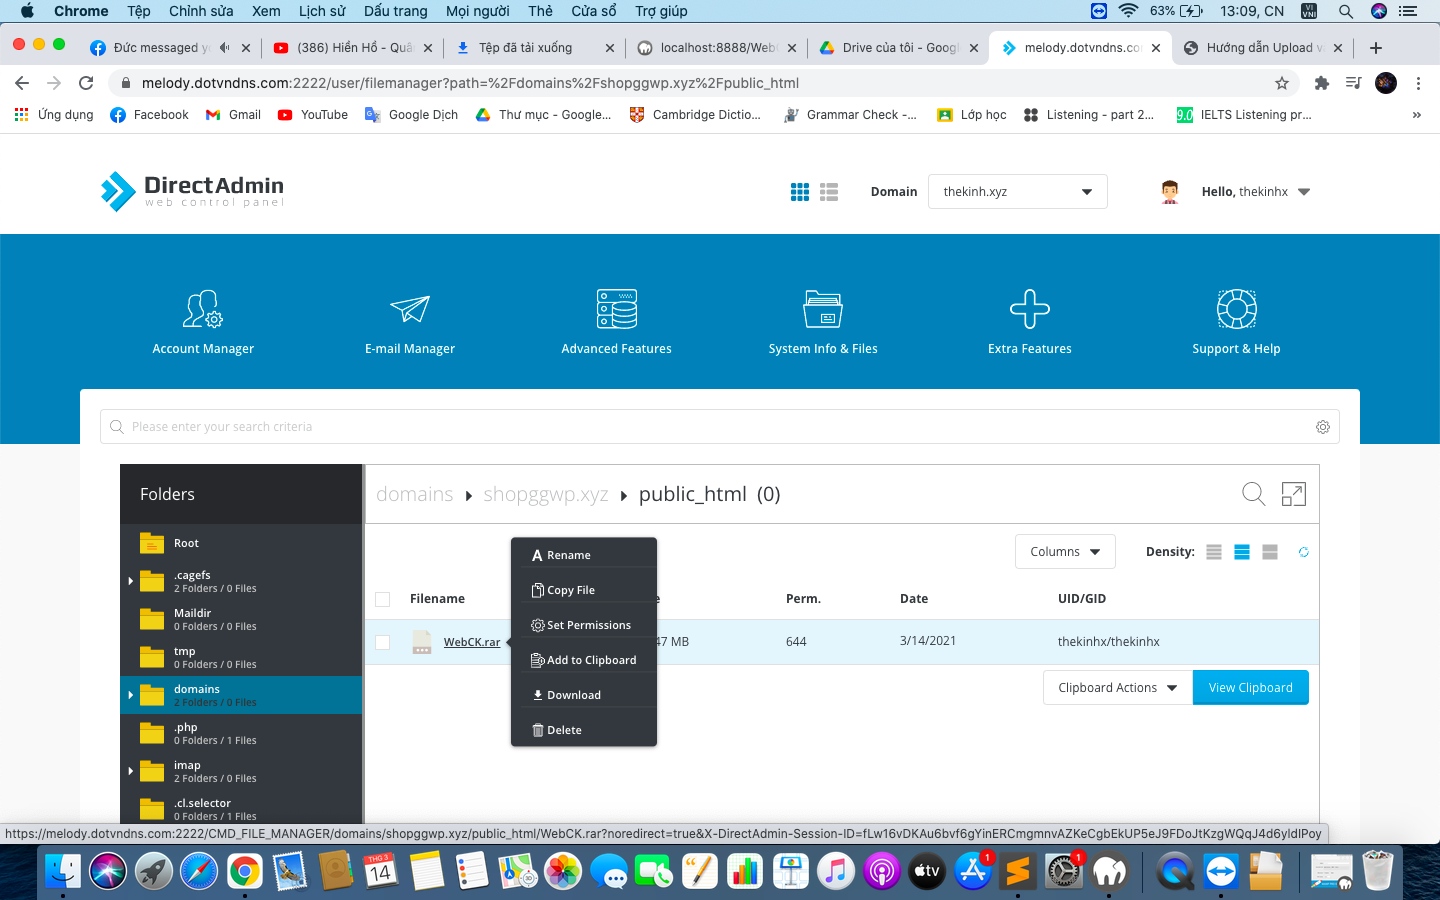 Chrome Tệp Chỉnh sửa Xem Lịch sử Dấu trang Mọi người Thẻ Cửa sổ Trợ giúp 63% 13:09, CN VI VNI
Đức messaged y (386) Hiền Hồ - Quâ Tệp đã tải xuống localhost:8888/Web Drive của tôi - Googl melody.dotvndns.co Hướng dẫn Upload v
melody.dotvndns.com:2222/user/filemanager?path=%2Fdomains%2Fshopggwp.xyz%2Fpublic_html
Ứng dụng Facebook Gmail YouTube Google Dịch Thư mục - Google... Cambridge Dictio... Grammar Check -... Lớp học Listening - part 2... 9.0 IELTS Listening pr... »
DirectAdmin
web control panel
Domain thekinh.xyz Hello, thekinhx
Account Manager E-mail Manager Advanced Features System Info & Files Extra Features Support & Help
Please enter your search criteria
Folders
domains shopggwp.xyz public_html (0)
Root
.cagefs
2 Folders / 0 Files
Maildir
0 Folders / 0 Files
tmp
0 Folders / 0 Files
domains
2 Folders / 0 Files
.php
0 Folders / 1 Files
imap
2 Folders / 0 Files
.cl.selector
0 Folders / 1 Files
Columns Density:
Filename Perm. Date UID/GID
WebCK.rar 47 MB 644 3/14/2021 thekinhx/thekinhx
Rename
Copy File
Set Permissions
Add to Clipboard
Download
Delete
Clipboard Actions View Clipboard
https://melody.dotvndns.com:2222/CMD_FILE_MANAGER/domains/shopggwp.xyz/public_html/WebCK.rar?noredirect=true&X-DirectAdmin-Session-ID=fLw16vDKAu6bvf6gYinERCmgmnvAZKeCgbEkUP5eJ9FDoJtKzgWQqJ4d6yIdIPoy
THG 3
14
tv
1
1